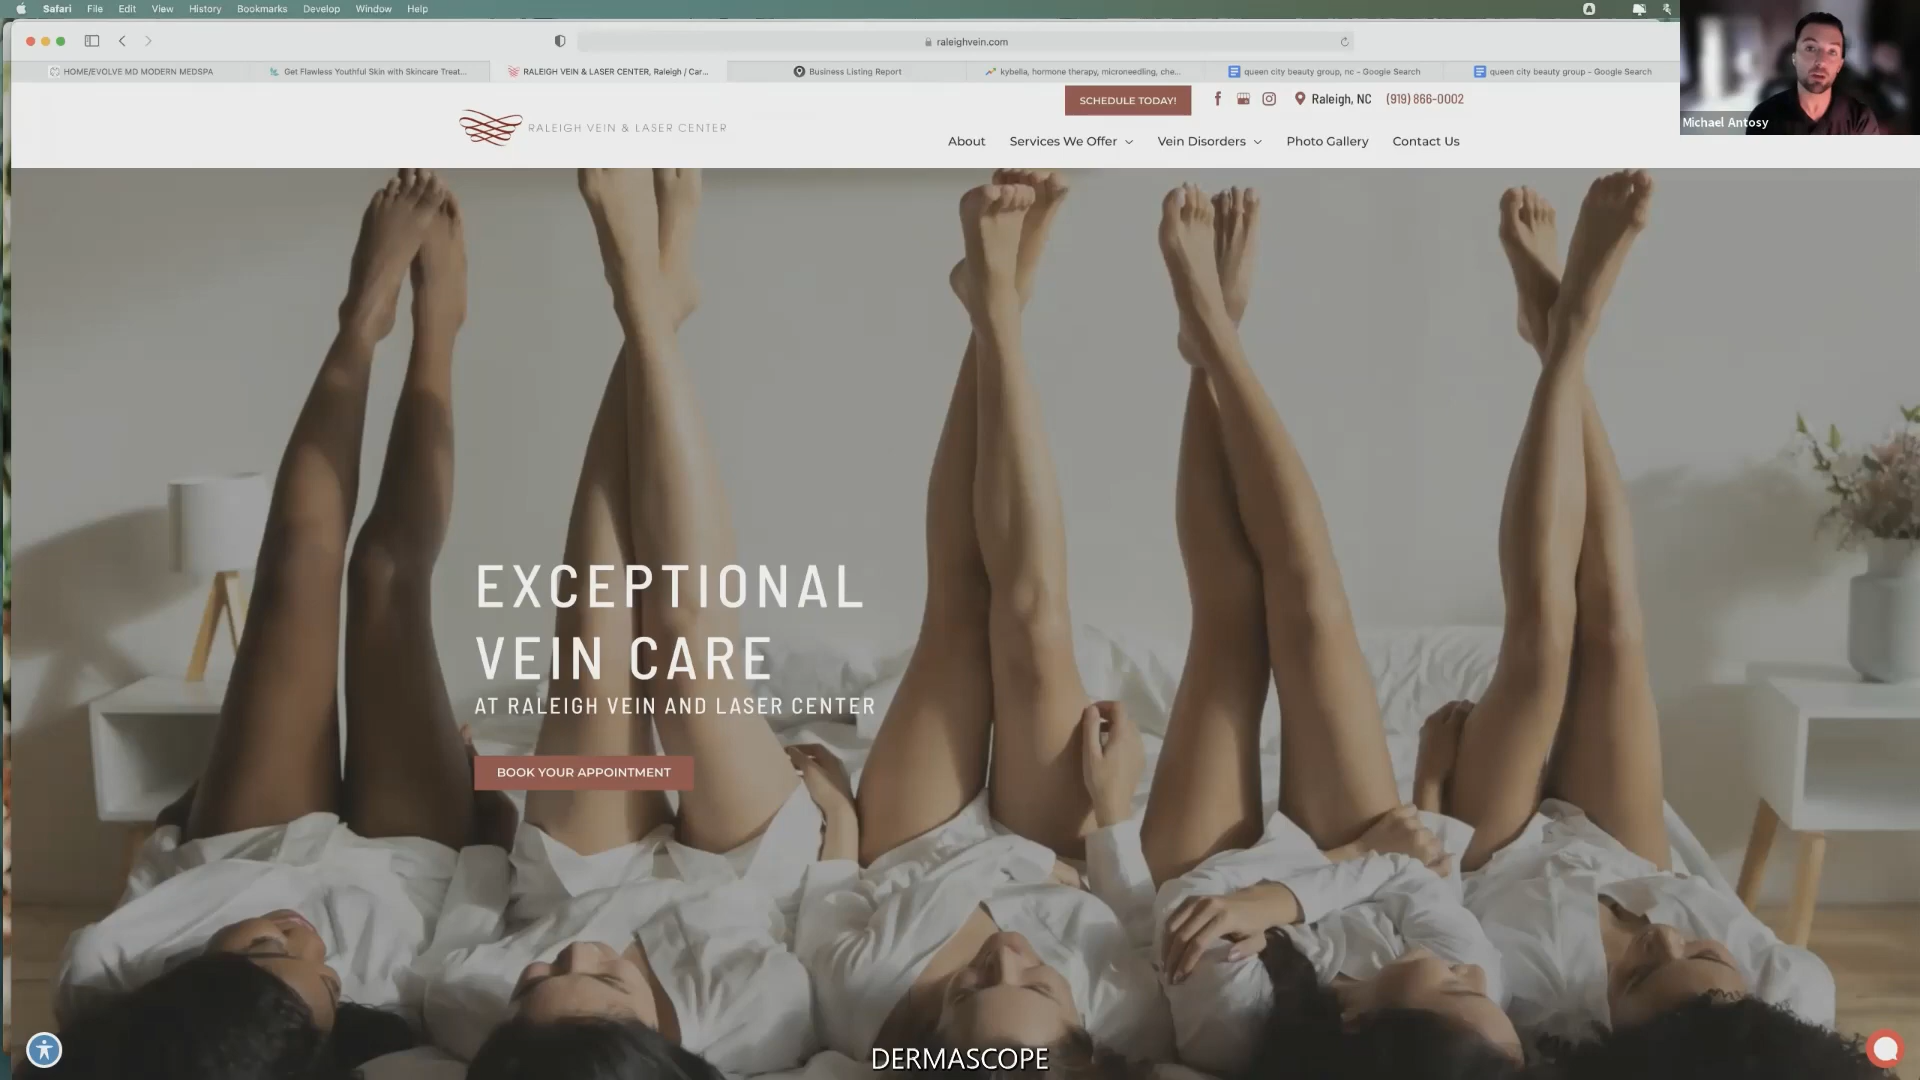 Safari File Edit View History Bookmarks Develop Window Help
raleighvein.com
HOME/EVOLVE MD MODERN MEDSPA
Get Flawless Youthful Skin with Skincare Treat...
RALEIGH VEIN & LASER CENTER, Raleigh / Car...
Business Listing Report
kybella, hormone therapy, microneedling, che...
queen city beauty group, nc - Google Search
queen city beauty group - Google Search
Michael Antosy
SCHEDULE TODAY!
Raleigh, NC
(919) 866-0002
RALEIGH VEIN & LASER CENTER
About Services We Offer Vein Disorders Photo Gallery Contact Us
EXCEPTIONAL
VEIN CARE
AT RALEIGH VEIN AND LASER CENTER
BOOK YOUR APPOINTMENT
DERMASCOPE